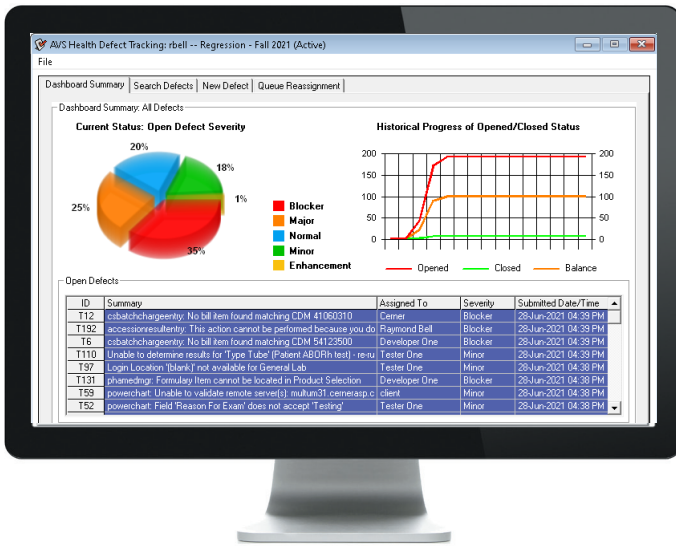 AVS Health Defect Tracking: rbell -- Regression - Fall 2021 (Active)
File
Dashboard Summary Search Defects New Defect Queue Reassignment
Dashboard Summary: All Defects
Current Status: Open Defect Severity
20%
18%
25%
1%
35%
Blocker
Major
Normal
Minor
Enhancement
Historical Progress of Opened/Closed Status
200 200
150 150
100 100
50 50
0 0
Opened Closed Balance
Open Defects
ID Summary Assigned To Severity Submitted Date/Time
T12 csbatchchargeentry: No bill item found matching CDM 41060310 Cerner Blocker 28-Jun-2021 04:39 PM
T192 accessionresultentry: This action cannot be performed because you do Raymond Bell Blocker 28-Jun-2021 04:39 PM
T6 csbatchchargeentry: No bill item found matching CDM 54123500 Developer One Blocker 28-Jun-2021 04:39 PM
T110 Unable to determine results for 'Type Tube' (Patient ABORh test) - re-ru Tester One Minor 28-Jun-2021 04:39 PM
T97 Login Location '(blank)' not available for General Lab Tester One Minor 28-Jun-2021 04:39 PM
T131 phamedmgr: Formulary Item cannot be located in Product Selection Developer One Blocker 28-Jun-2021 04:38 PM
T59 powerchart: Unable to validate remote server(s): multum31.cernerasp.c client Minor 28-Jun-2021 04:38 PM
T52 powerchart: Field 'Reason For Exam' does not accept 'Testing' Tester One Minor 28-Jun-2021 04:38 PM